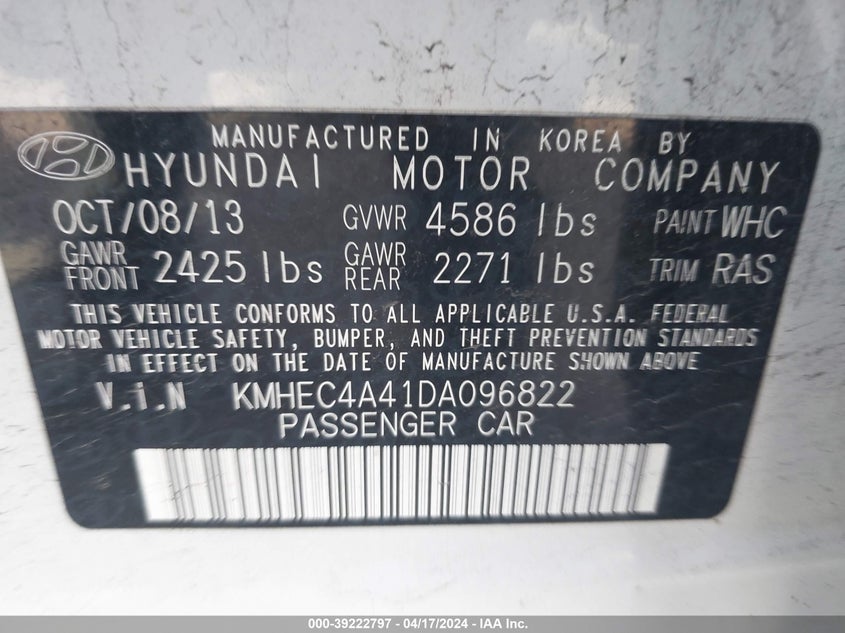 MANUFACTURED IN KOREA BY
HYUNDAI MOTOR COMPANY
OCT/08/13 GVWR 4586 lbs PAINT WHC
GAWR FRONT 2425 lbs GAWR REAR 2271 lbs TRIM RAS
THIS VEHICLE CONFORMS TO ALL APPLICABLE U.S.A. FEDERAL
MOTOR VEHICLE SAFETY, BUMPER, AND THEFT PREVENTION STANDARDS
IN EFFECT ON THE DATE OF MANUFACTURE SHOWN ABOVE
V.i.N KMHEC4A41DA096822
PASSENGER CAR
000-39222797 - 04/17/2024 - IAA Inc.